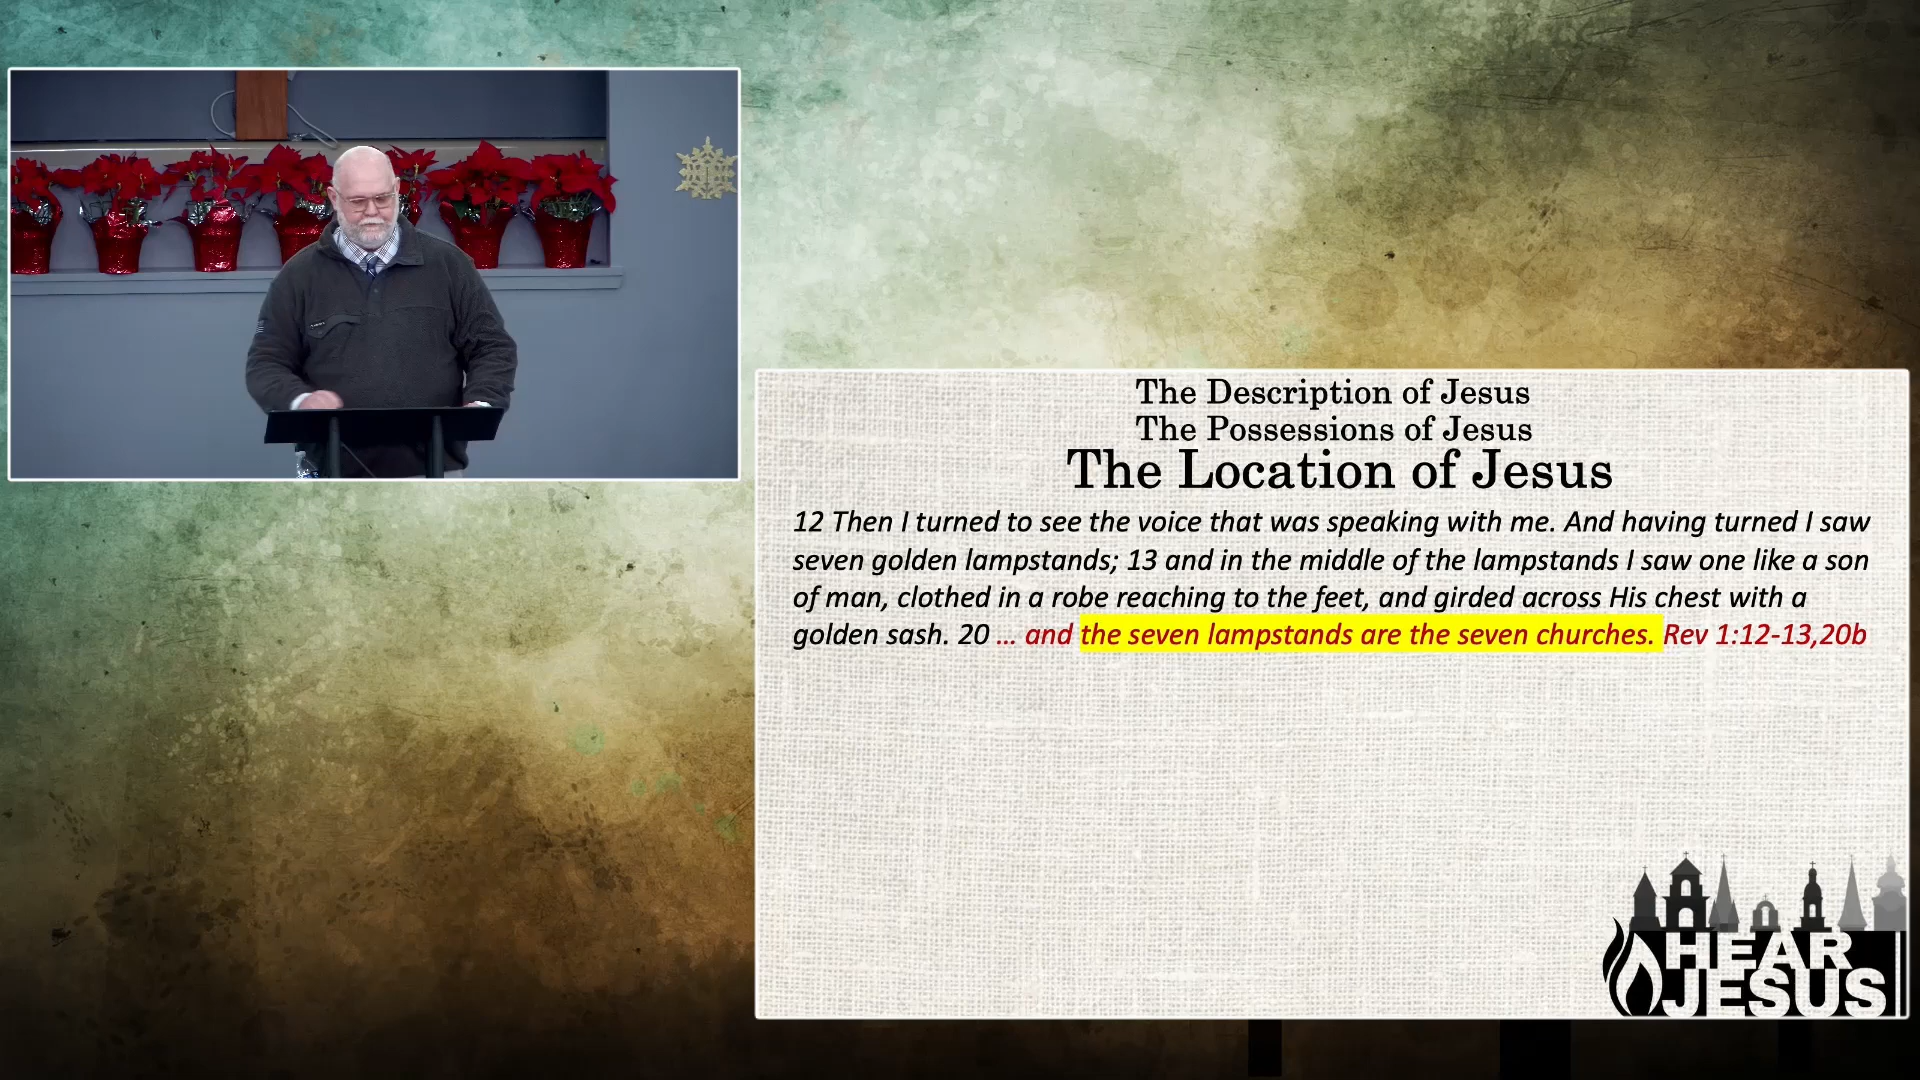 The Description of Jesus
The Possessions of Jesus
The Location of Jesus
12 Then I turned to see the voice that was speaking with me. And having turned I saw
seven golden lampstands; 13 and in the middle of the lampstands I saw one like a son
of man, clothed in a robe reaching to the feet, and girded across His chest with a
golden sash. 20 ... and the seven lampstands are the seven churches. Rev 1:12-13,20b
HEAR
JESUS